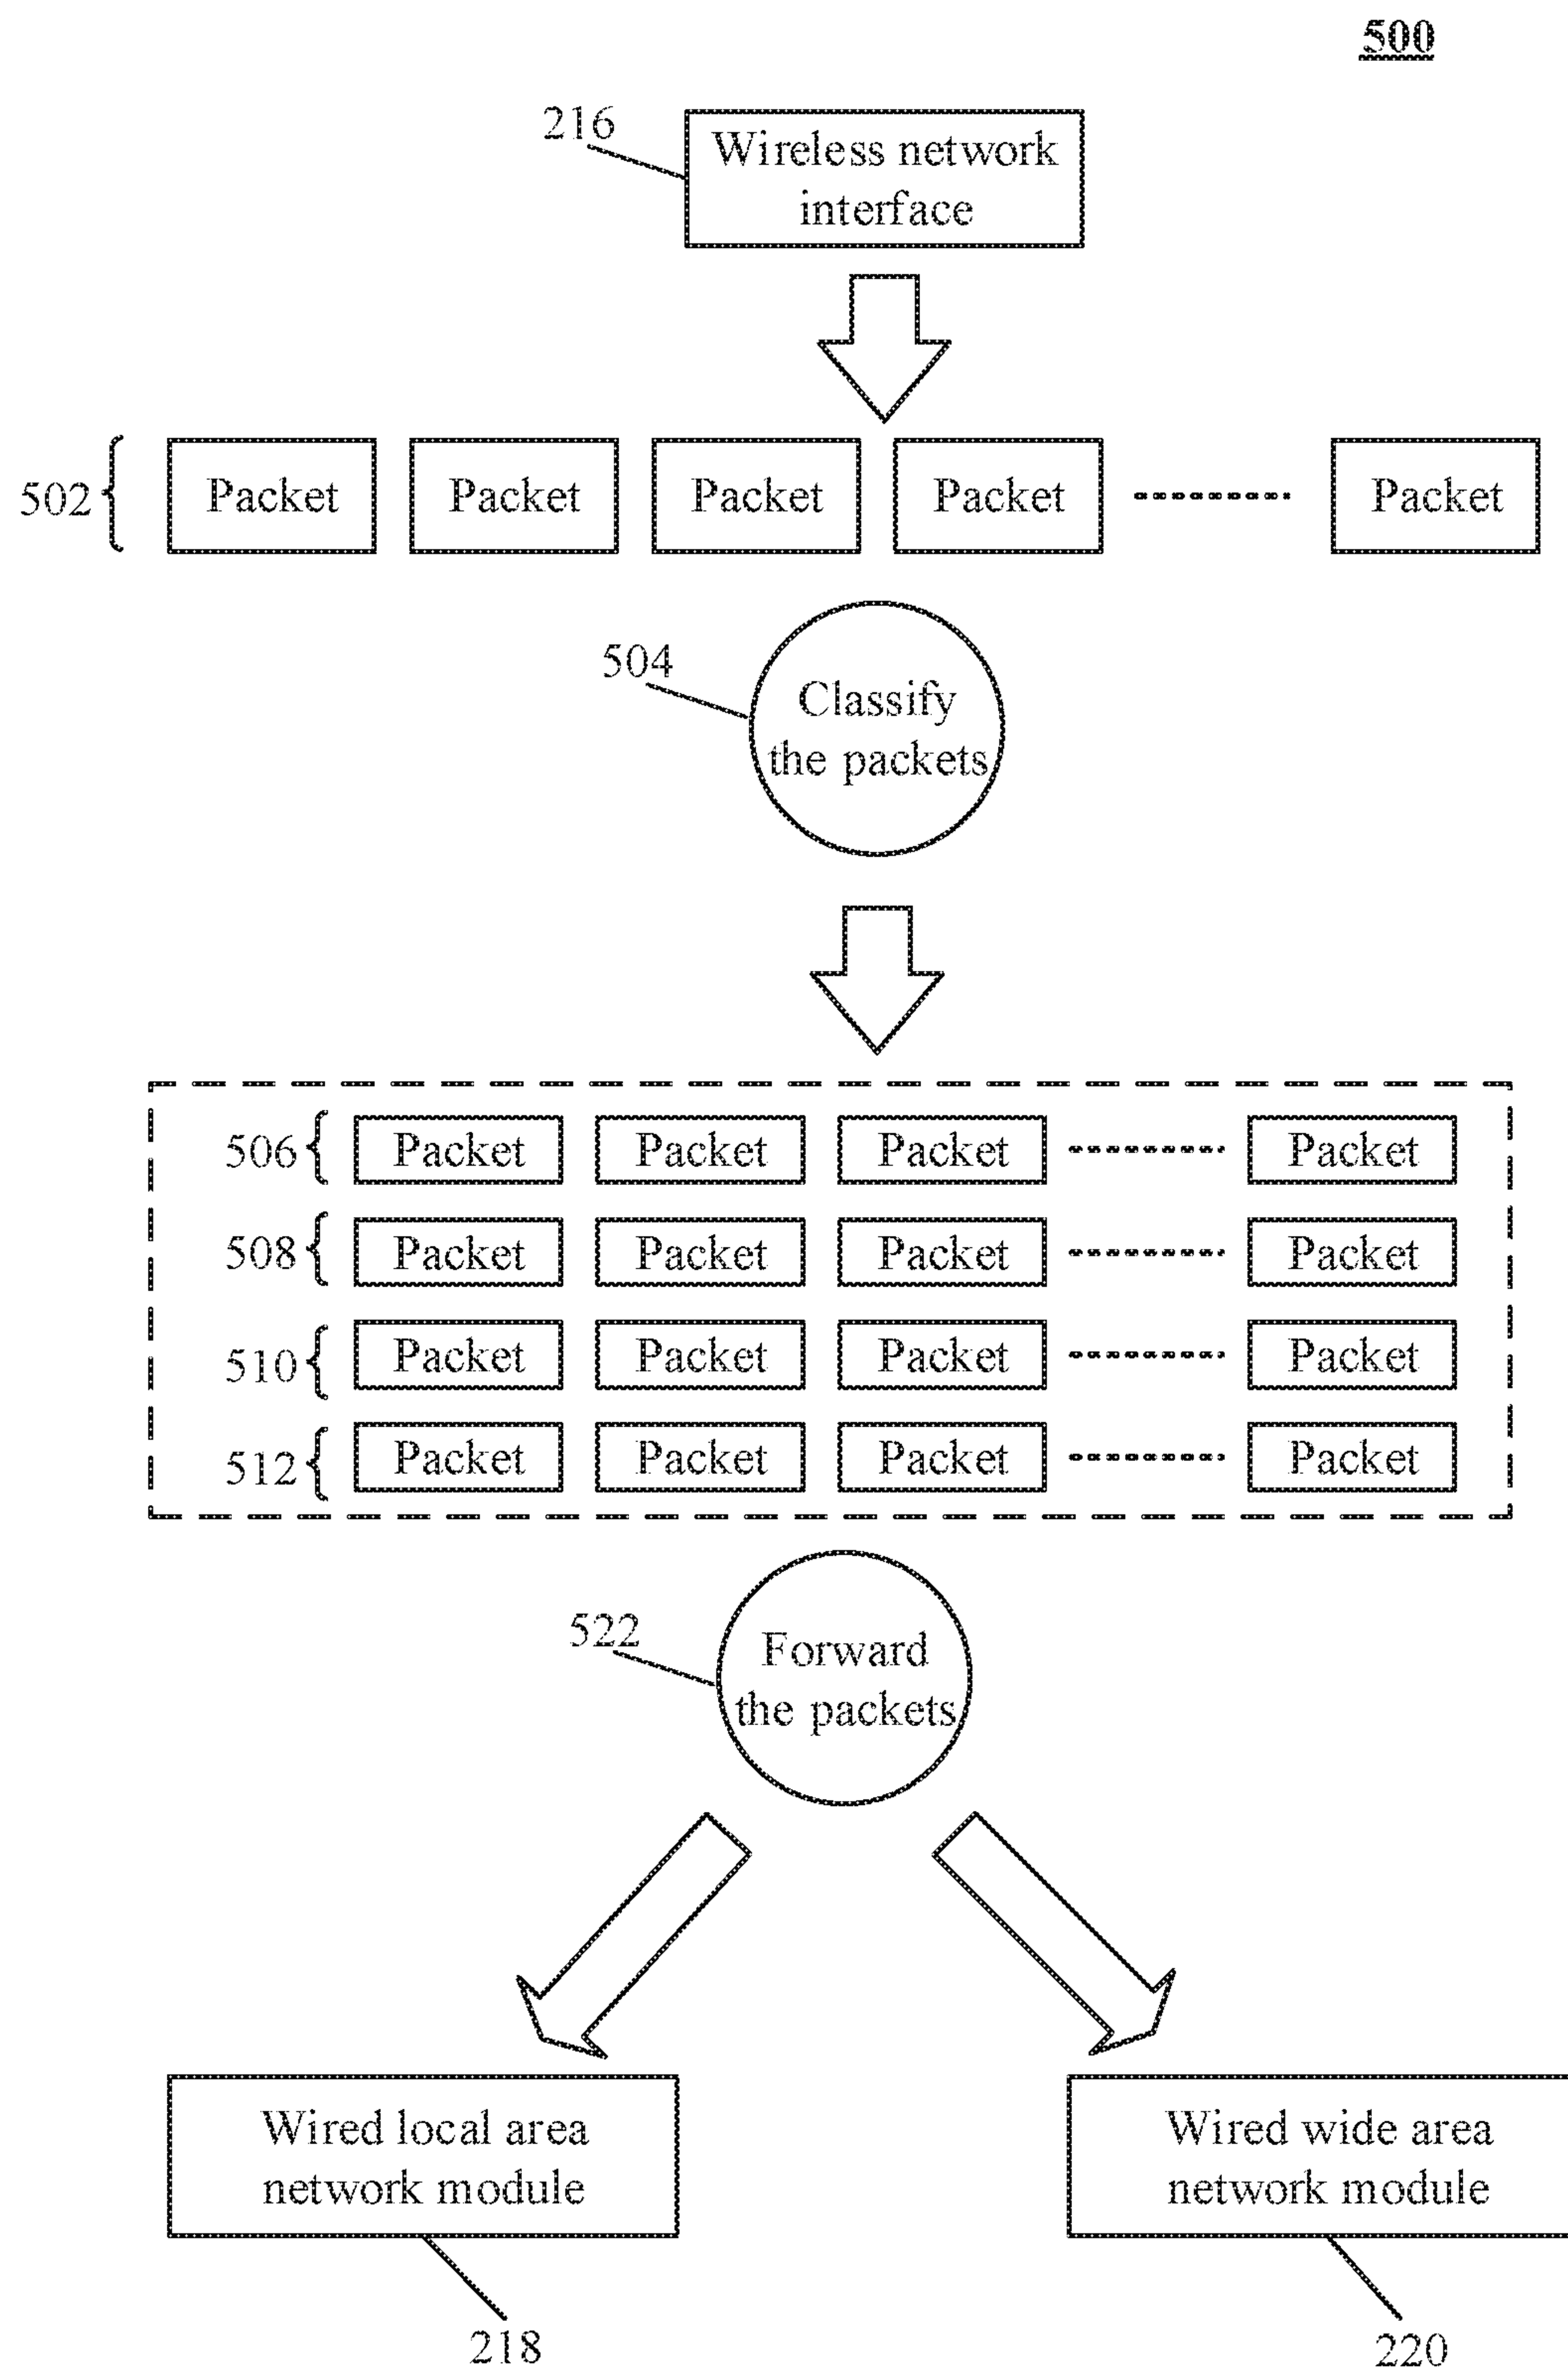 500
216
Wireless network
interface
502
Packet Packet Packet Packet Packet
504
Classify
the packets
506
Packet Packet Packet Packet
508
Packet Packet Packet Packet
510
Packet Packet Packet Packet
512
Packet Packet Packet Packet
522
Forward
the packets
Wired local area
network module
Wired wide area
network module
218
220